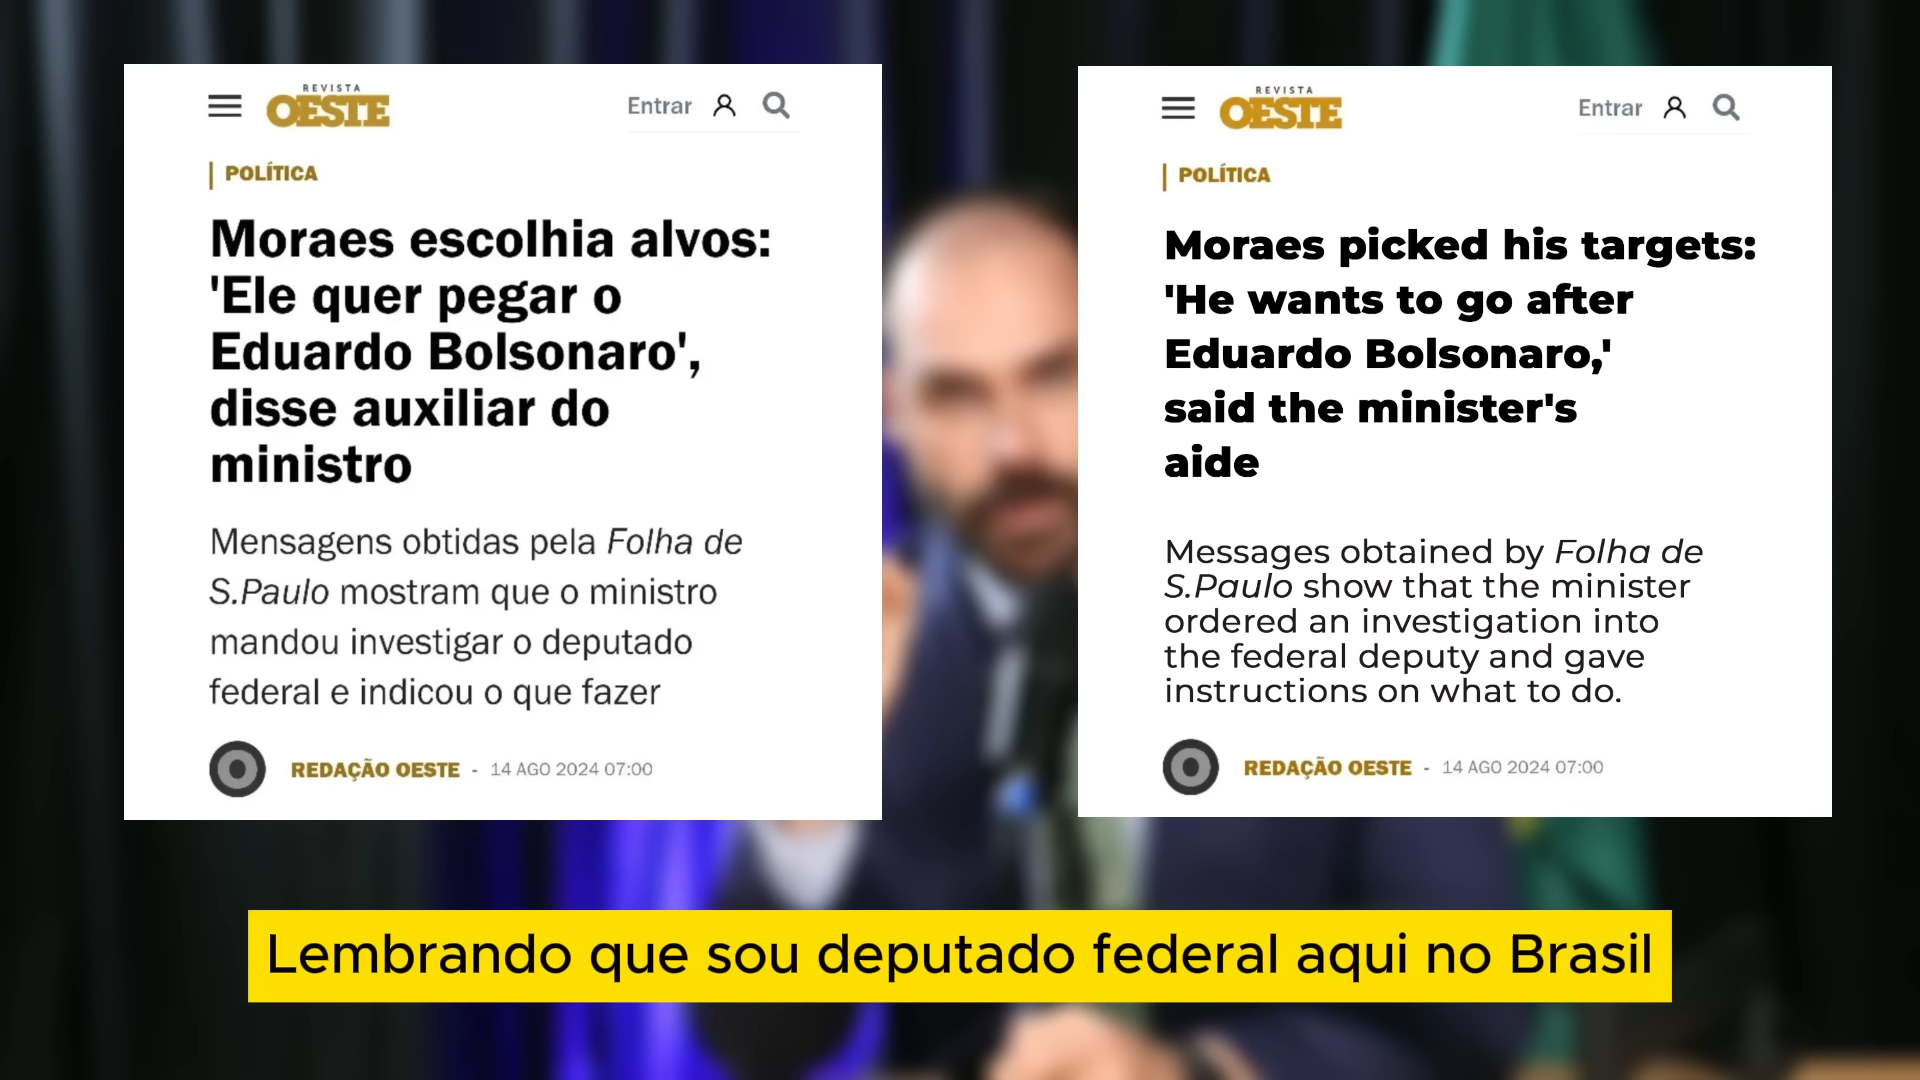 REVISTA
OESTE
Entrar
POLÍTICA
Moraes escolhia alvos:
'Ele quer pegar o
Eduardo Bolsonaro',
disse auxiliar do
ministro
Mensagens obtidas pela Folha de
S.Paulo mostram que o ministro
mandou investigar o deputado
federal e indicou o que fazer
REDAÇÃO OESTE - 14 AGO 2024 07:00
REVISTA
OESTE
Entrar
POLÍTICA
Moraes picked his targets:
'He wants to go after
Eduardo Bolsonaro,'
said the minister's
aide
Messages obtained by Folha de
S.Paulo show that the minister
ordered an investigation into
the federal deputy and gave
instructions on what to do.
REDAÇÃO OESTE - 14 AGO 2024 07:00
Lembrando que sou deputado federal aqui no Brasil